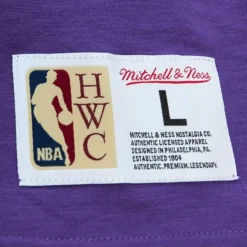 H
W
C
NBA
Mitchell & Ness
L
MITCHELL & NESS NOSTALGIA CO.
AUTHENTIC LICENSED APPAREL
DESIGNED IN PHILADELPHIA, PA.
ESTABLISHED 1904
AUTHENTIC. PREMIUM. LEGENDARY.